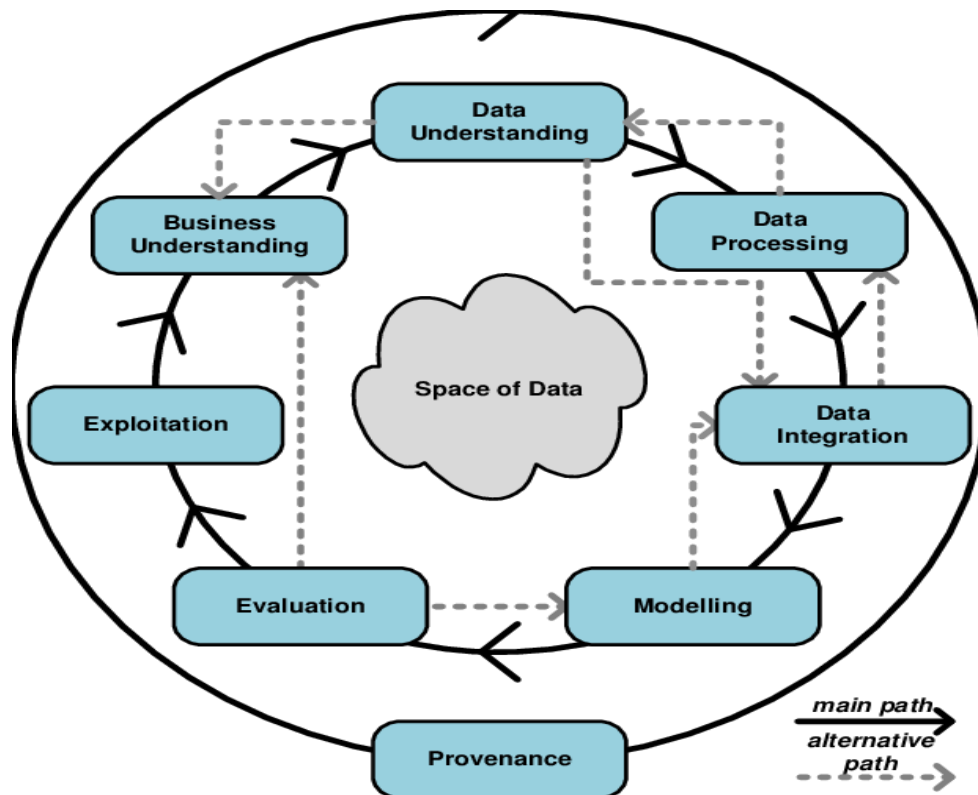 Data
Understanding
Business
Understanding
Data
Processing
Space of Data
Exploitation
Data
Integration
Evaluation
Modelling
Provenance
main path
alternative
path